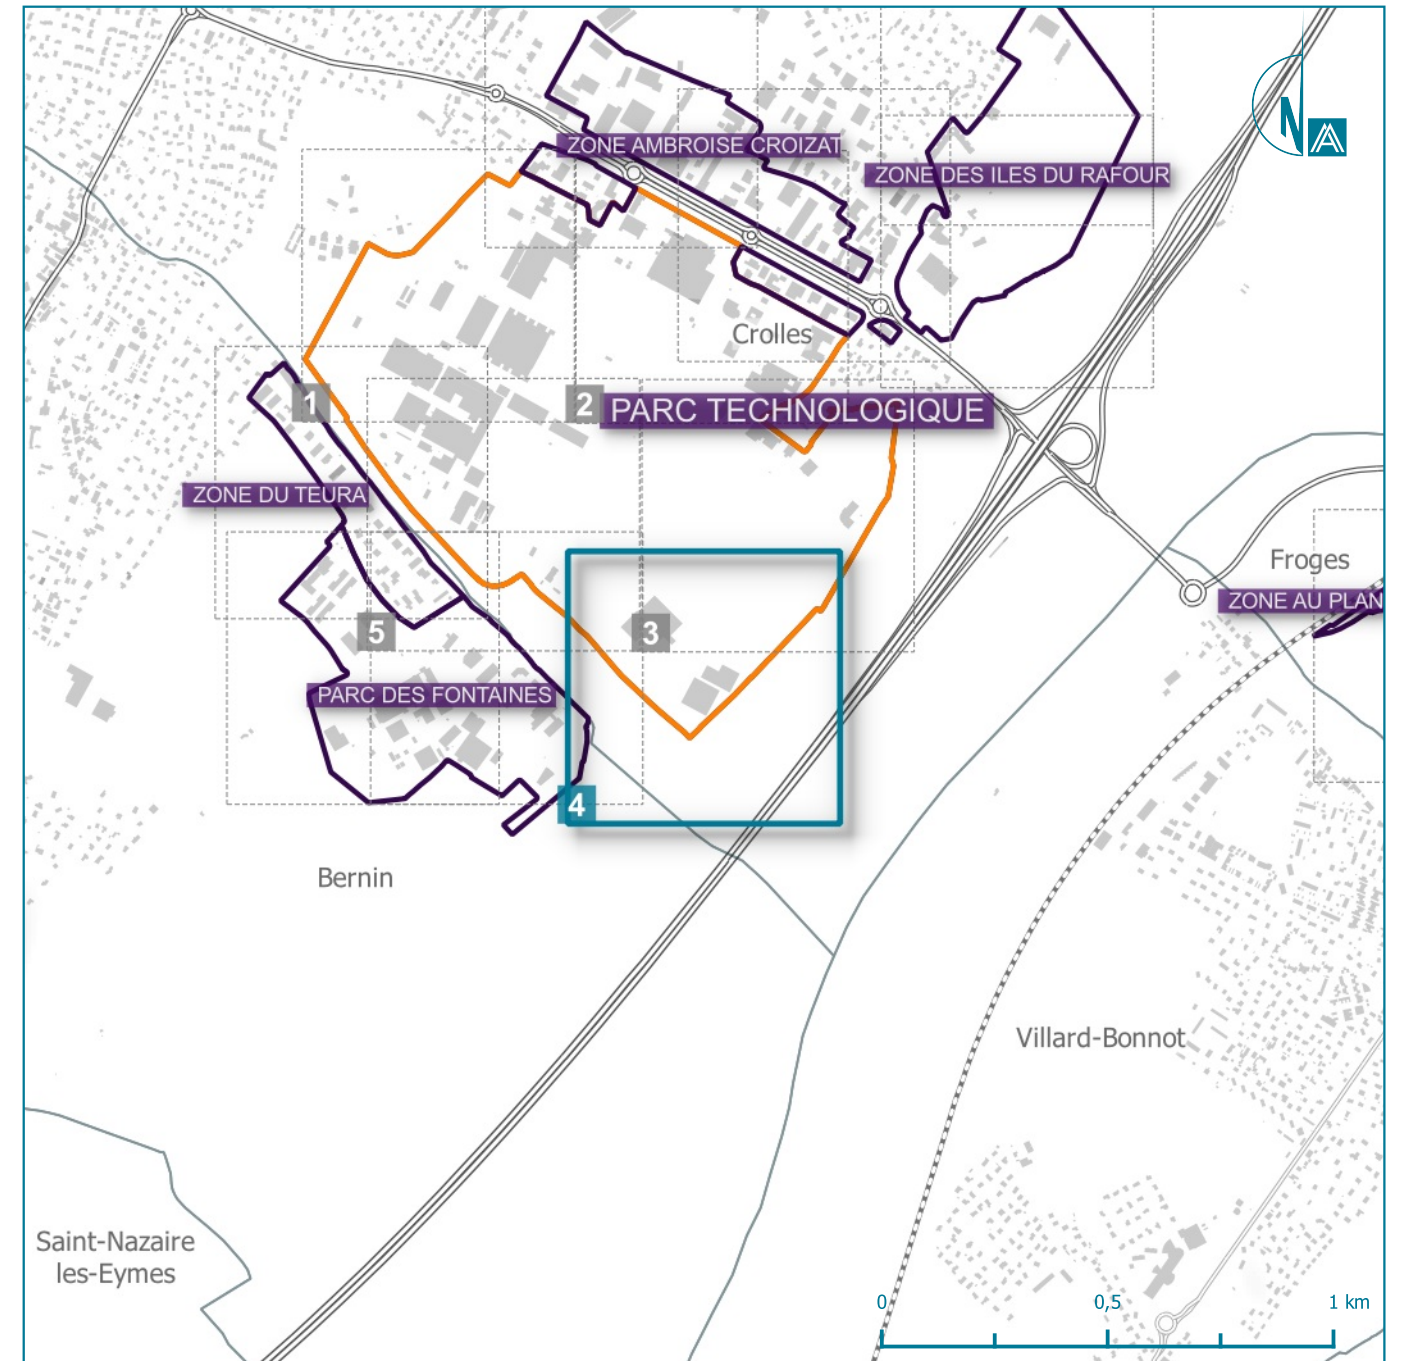 N
ZONE AMBROISE CROIZAT
ZONE DES ILES DU RAFOUR
Crolles
1
2
PARC TECHNOLOGIQUE
ZONE DU TEURA
Froges
ZONE AU PLAN
5
3
PARC DES FONTAINES
4
Bernin
Villard-Bonnot
Saint-Nazaire
les-Eymes
0 0,5 1 km